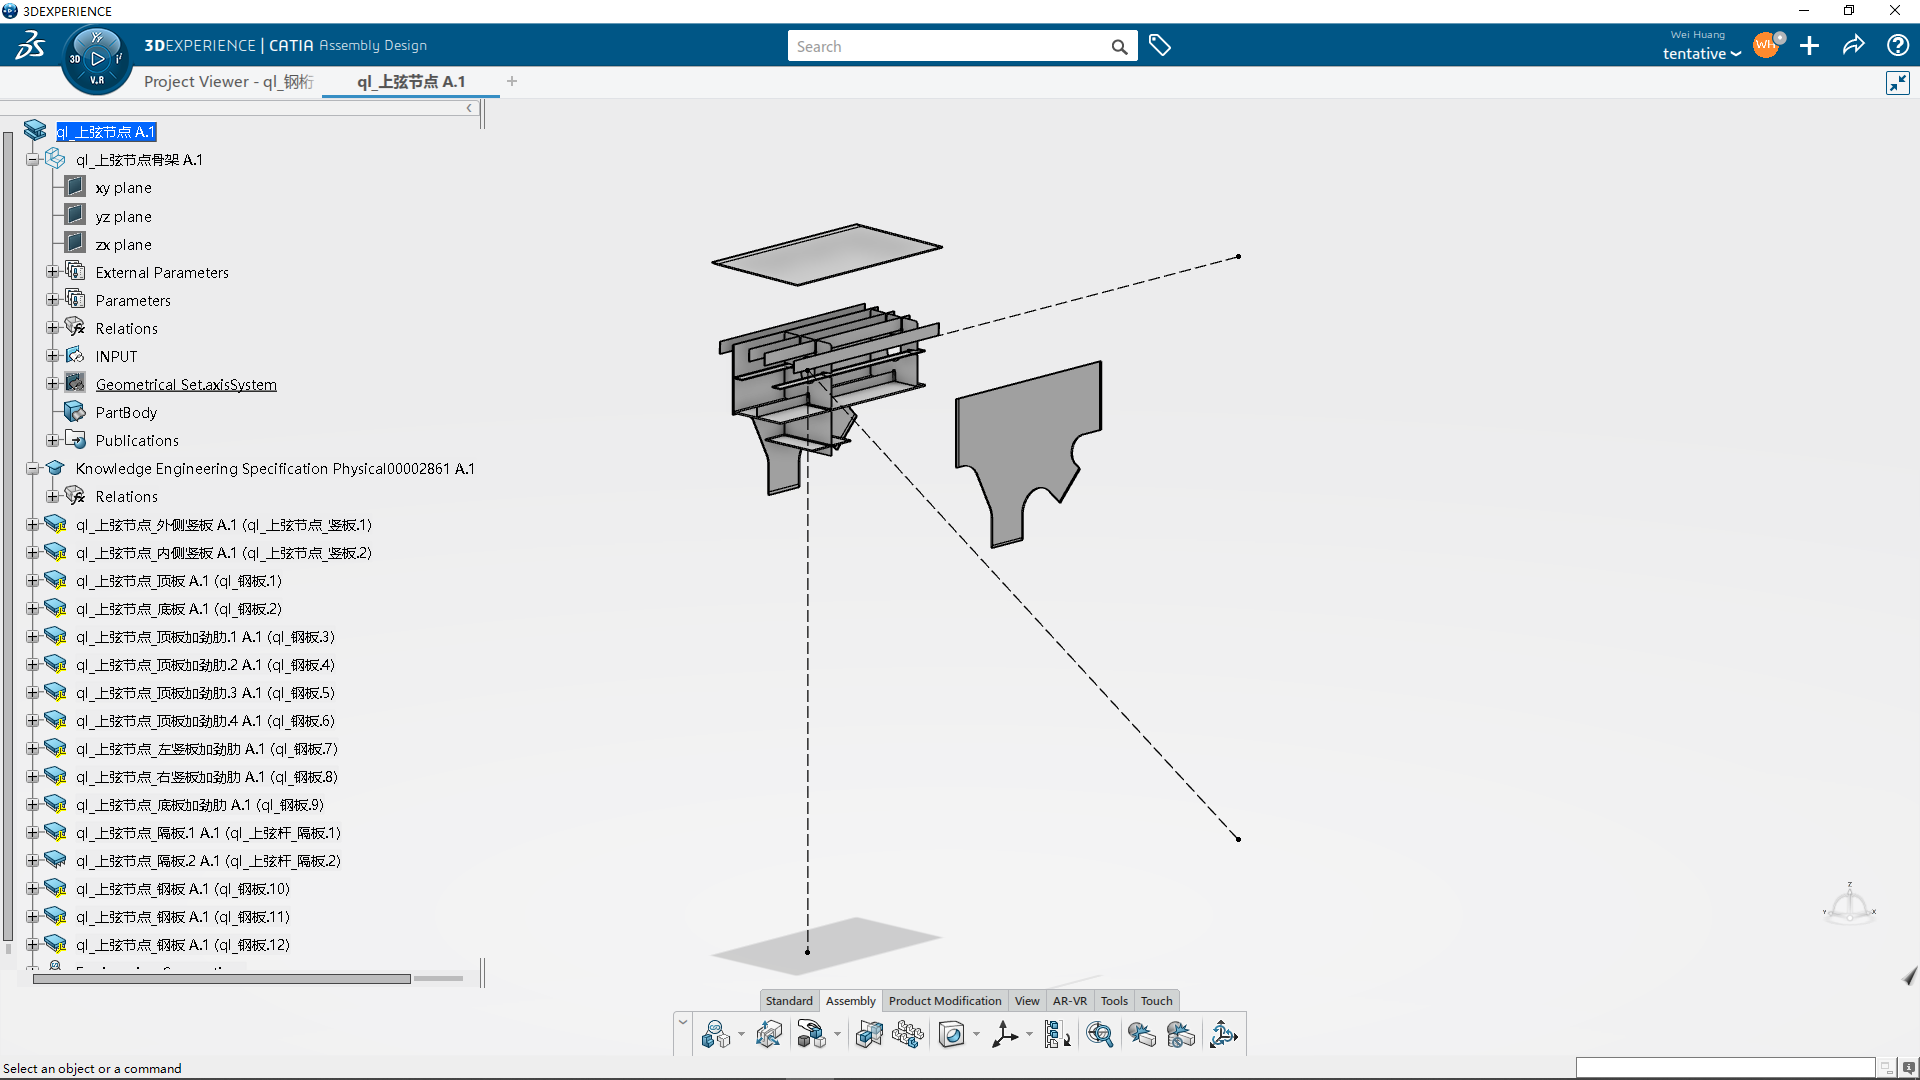 3DEXPERIENCE
3DEXPERIENCE | CATIA Assembly Design
Search
Wei Huang
tentative
WH
3D
V.R
Project Viewer - ql_钢桁
ql_上弦节点 A.1
ql_上弦节点 A.1
ql_上弦节点骨架 A.1
xy plane
yz plane
zx plane
External Parameters
Parameters
Relations
INPUT
Geometrical Set.axisSystem
PartBody
Publications
Knowledge Engineering Specification Physical00002861 A.1
Relations
ql_上弦节点_外侧竖板 A.1 (ql_上弦节点_竖板.1)
ql_上弦节点_内侧竖板 A.1 (ql_上弦节点_竖板.2)
ql_上弦节点_顶板 A.1 (ql_钢板.1)
ql_上弦节点_底板 A.1 (ql_钢板.2)
ql_上弦节点_顶板加劲肋.1 A.1 (ql_钢板.3)
ql_上弦节点_顶板加劲肋.2 A.1 (ql_钢板.4)
ql_上弦节点_顶板加劲肋.3 A.1 (ql_钢板.5)
ql_上弦节点_顶板加劲肋.4 A.1 (ql_钢板.6)
ql_上弦节点_左竖板加劲肋 A.1 (ql_钢板.7)
ql_上弦节点_右竖板加劲肋 A.1 (ql_钢板.8)
ql_上弦节点_底板加劲肋 A.1 (ql_钢板.9)
ql_上弦节点_隔板.1 A.1 (ql_上弦杆_隔板.1)
ql_上弦节点_隔板.2 A.1 (ql_上弦杆_隔板.2)
ql_上弦节点_钢板 A.1 (ql_钢板.10)
ql_上弦节点_钢板 A.1 (ql_钢板.11)
ql_上弦节点_钢板 A.1 (ql_钢板.12)
Z
Y
X
Standard Assembly Product Modification View AR-VR Tools Touch
Select an object or a command